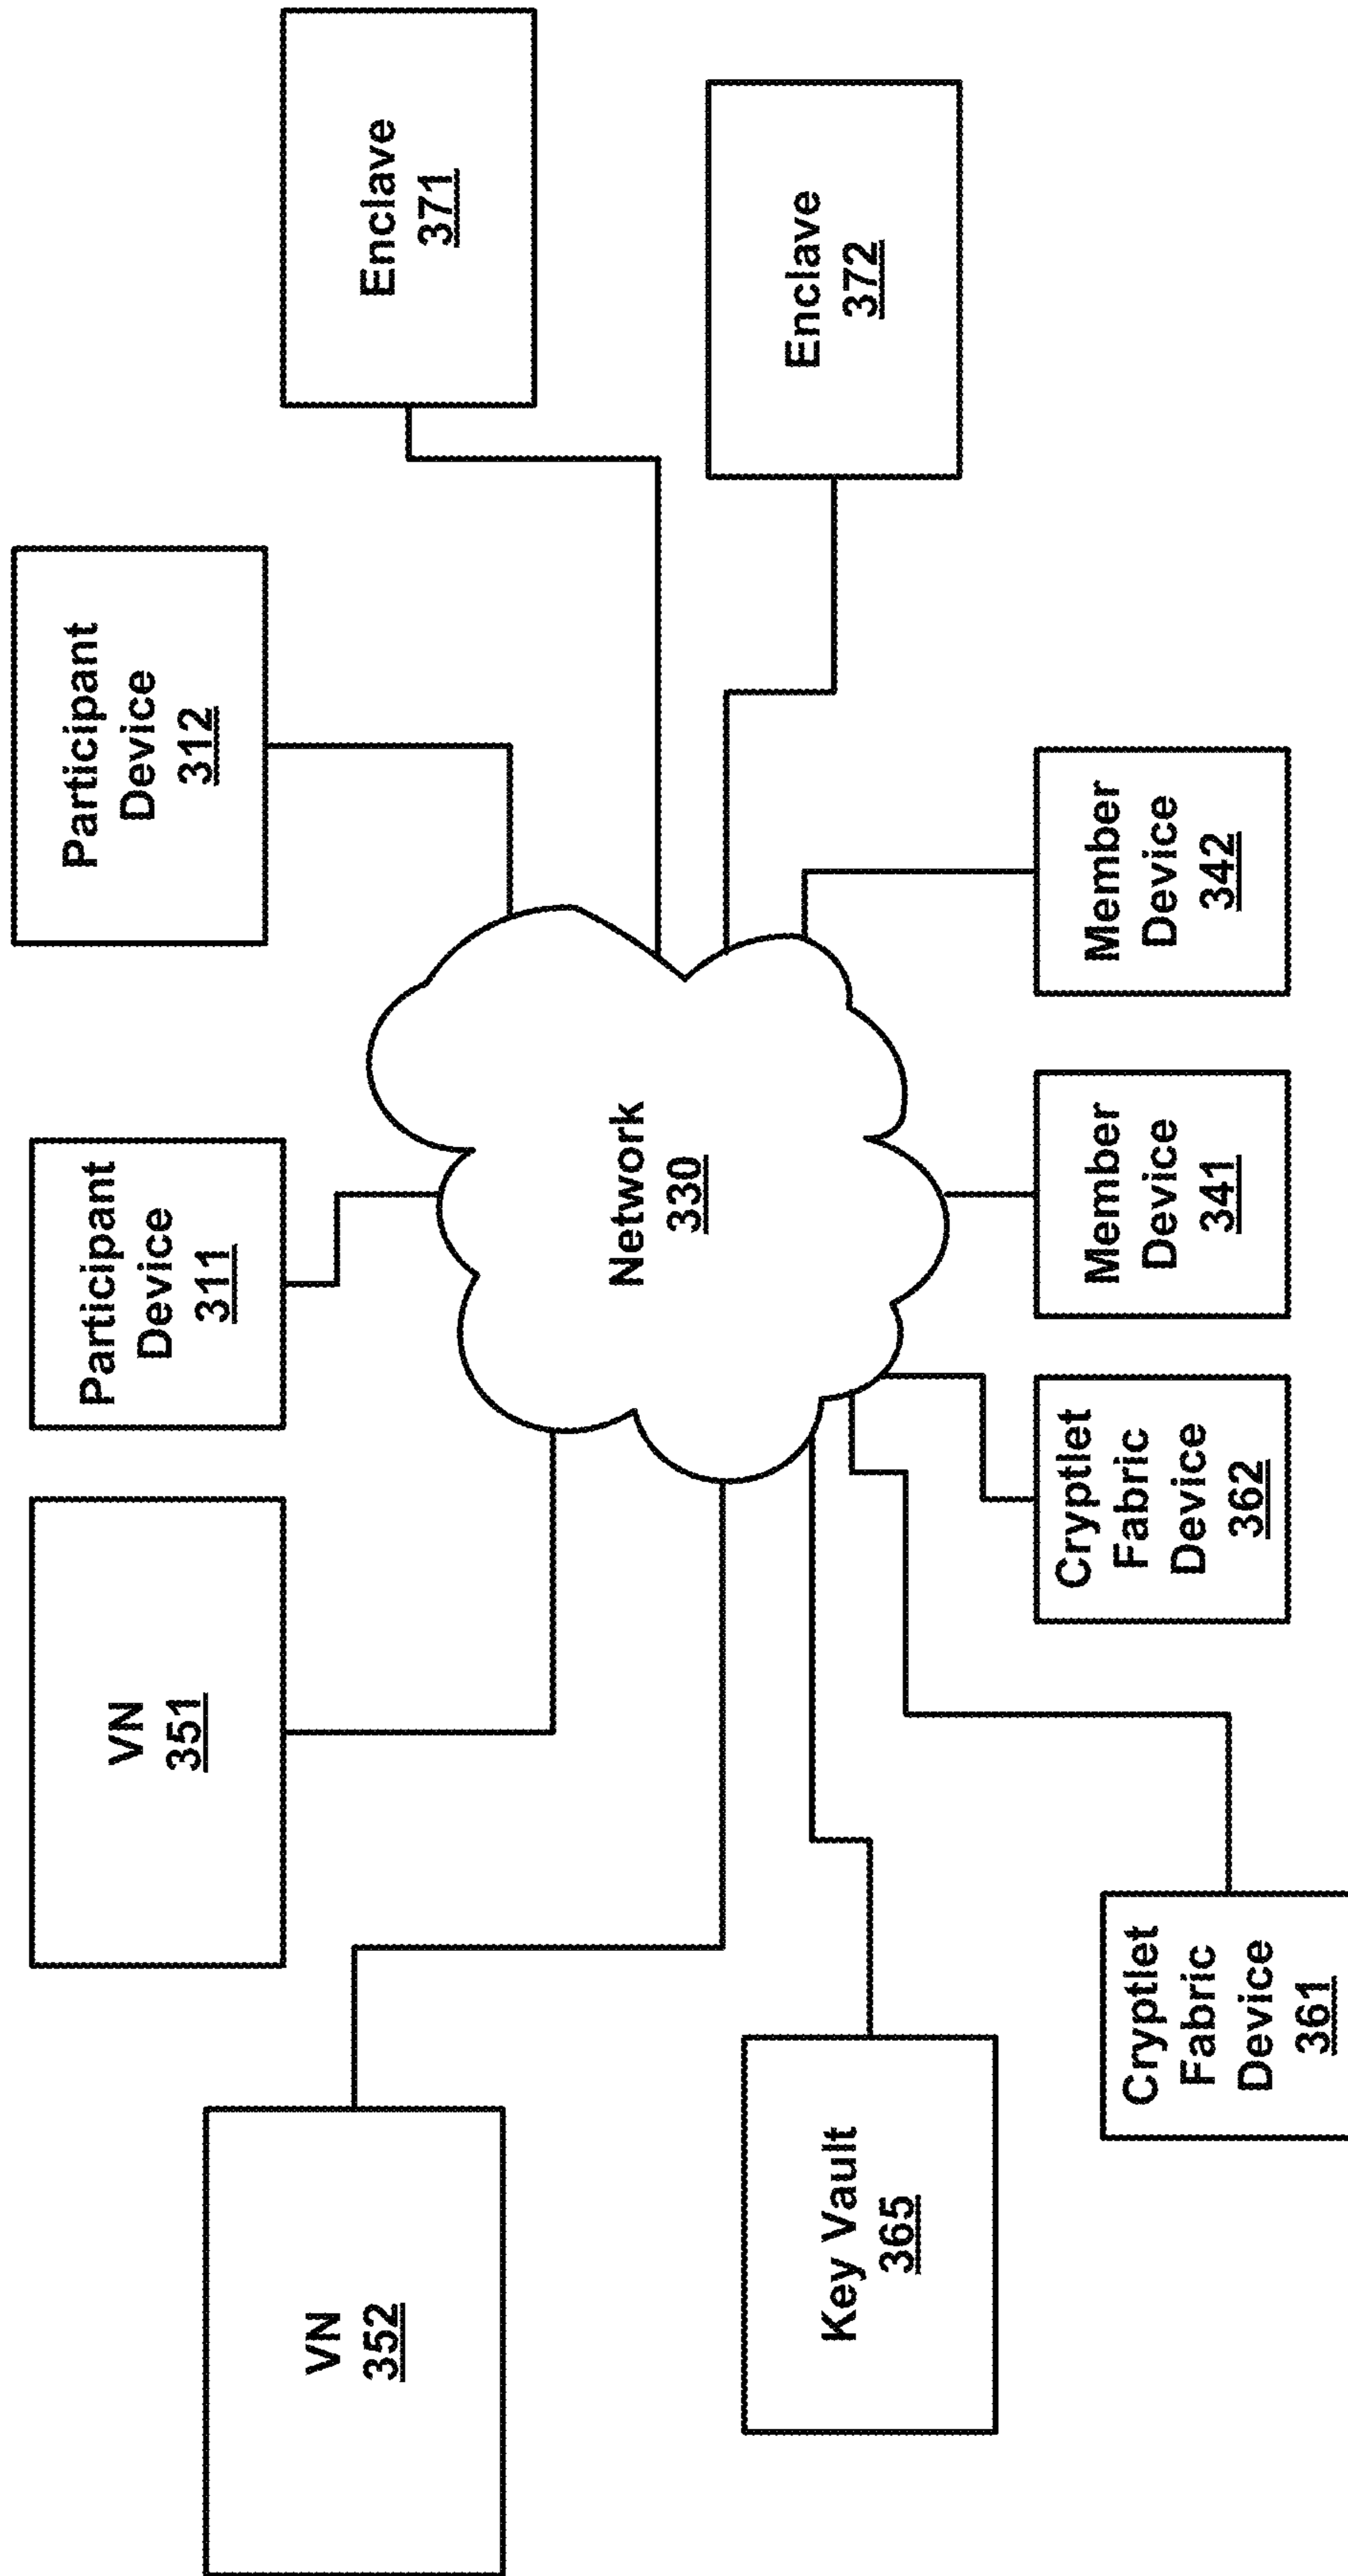 VN
352
VN
351
Participant
Device
311
Participant
Device
312
Enclave
371
Network
330
Key Vault
365
Enclave
372
Cryptlet
Fabric
Device
361
Cryptlet
Fabric
Device
362
Member
Device
341
Member
Device
342